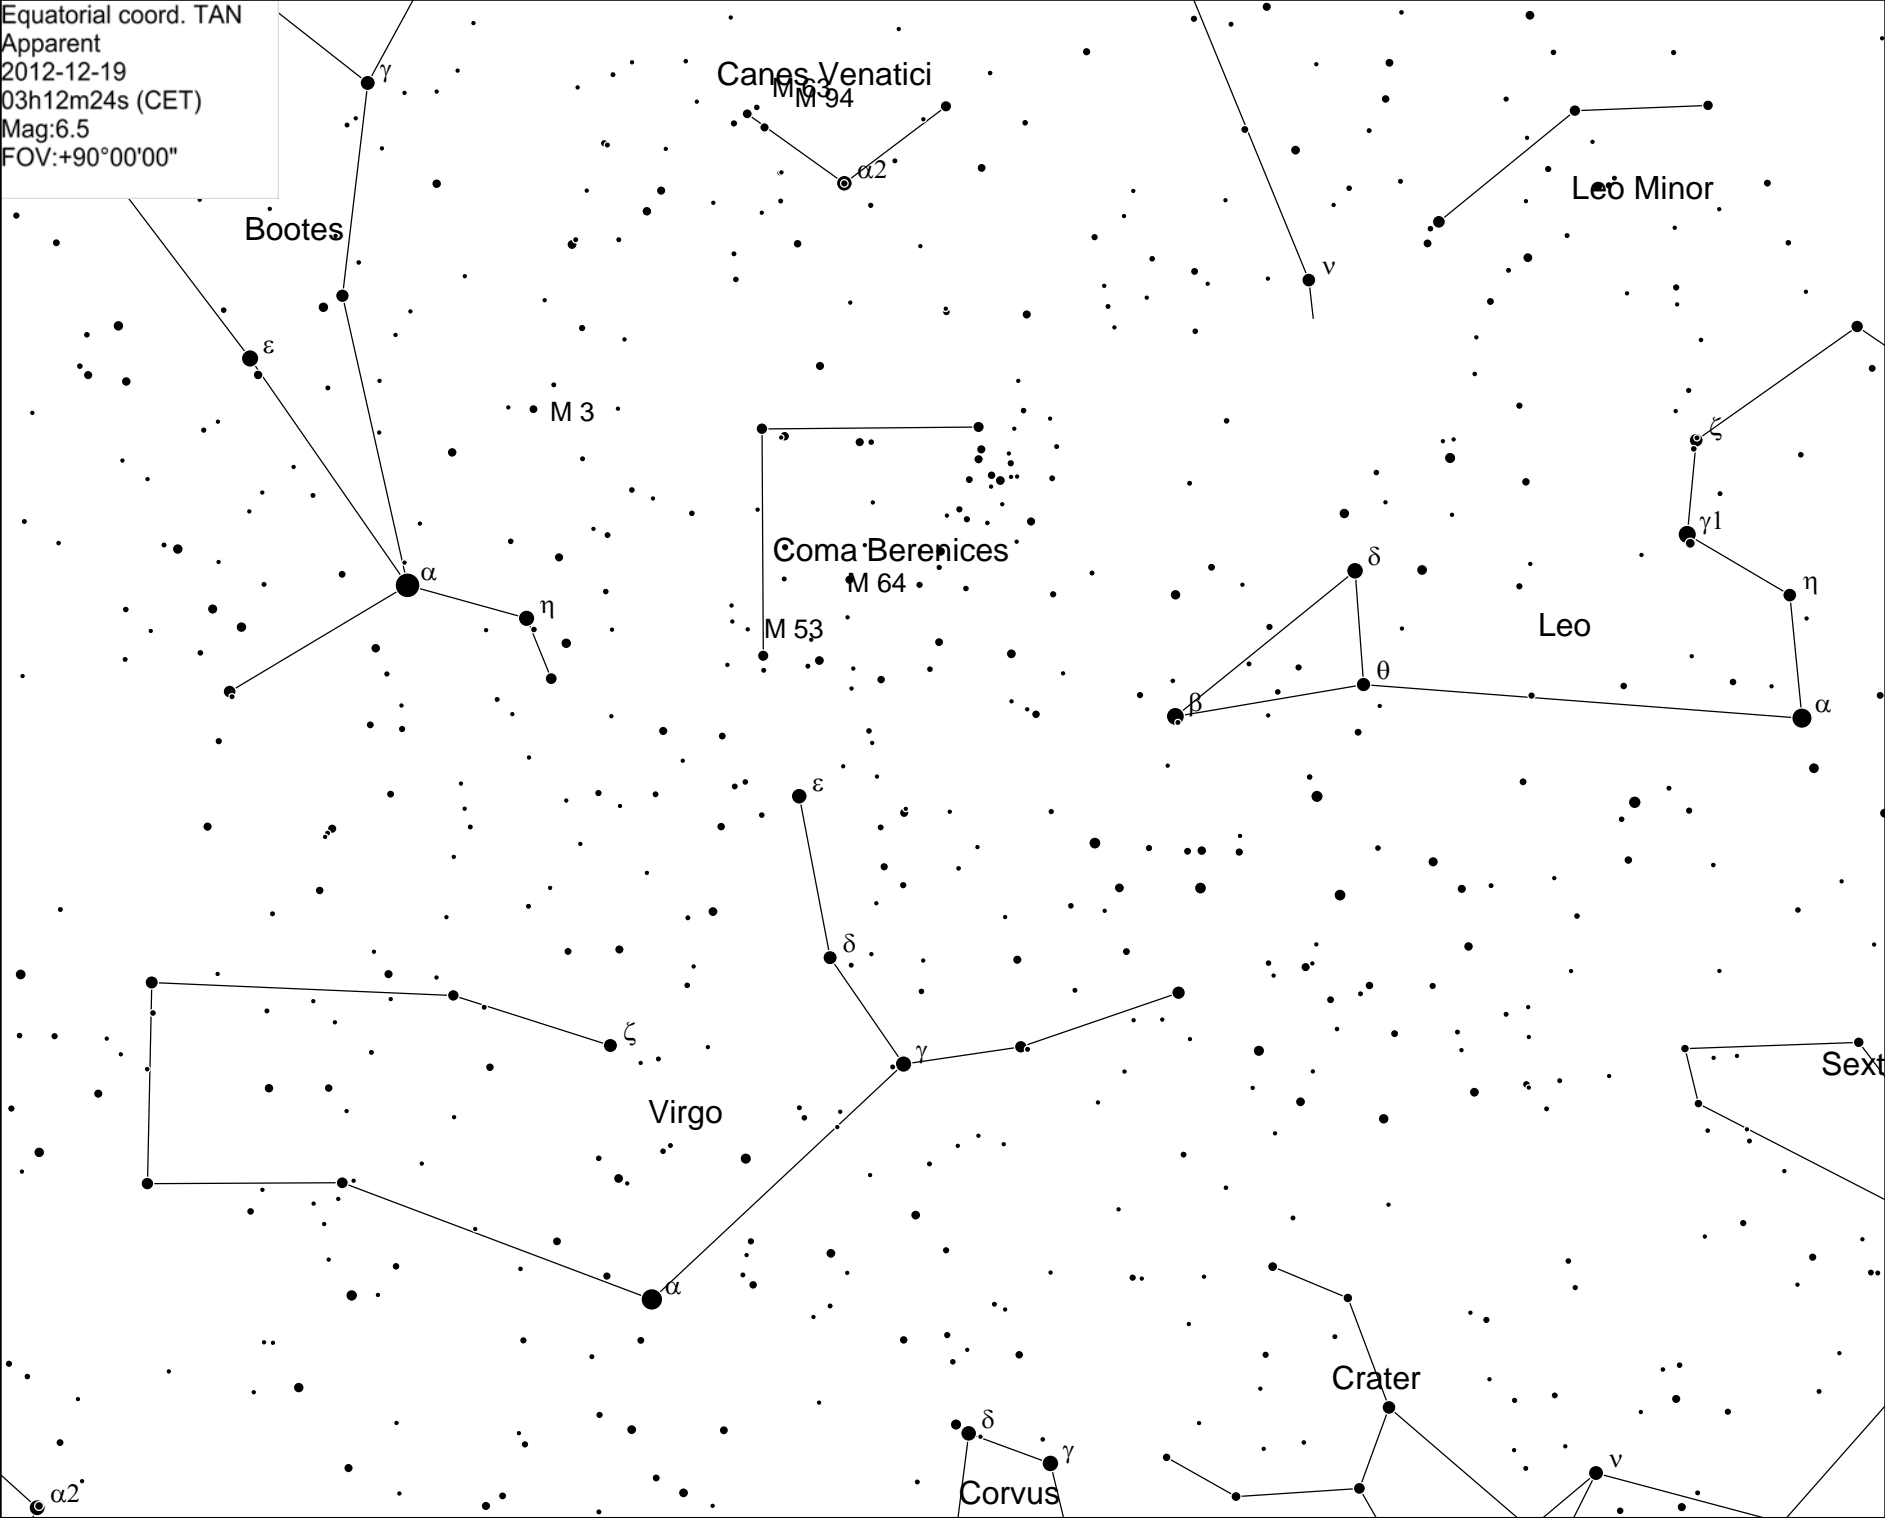 Equatorial coord. TAN
Apparent
2012-12-19
03h12m24s (CET)
Mag:6.5
FOV:+90°00'00"
γ
Canes Venatici
M 63
M 94
α2
Leo Minor
Bootes
ν
ε
M 3
ζ
γ1
Coma Berenices
δ
α
M 64
η
η
Leo
M 53
θ
β
α
ε
δ
ζ
γ
Sext
Virgo
α
Crater
δ
γ
ν
Corvus
α2